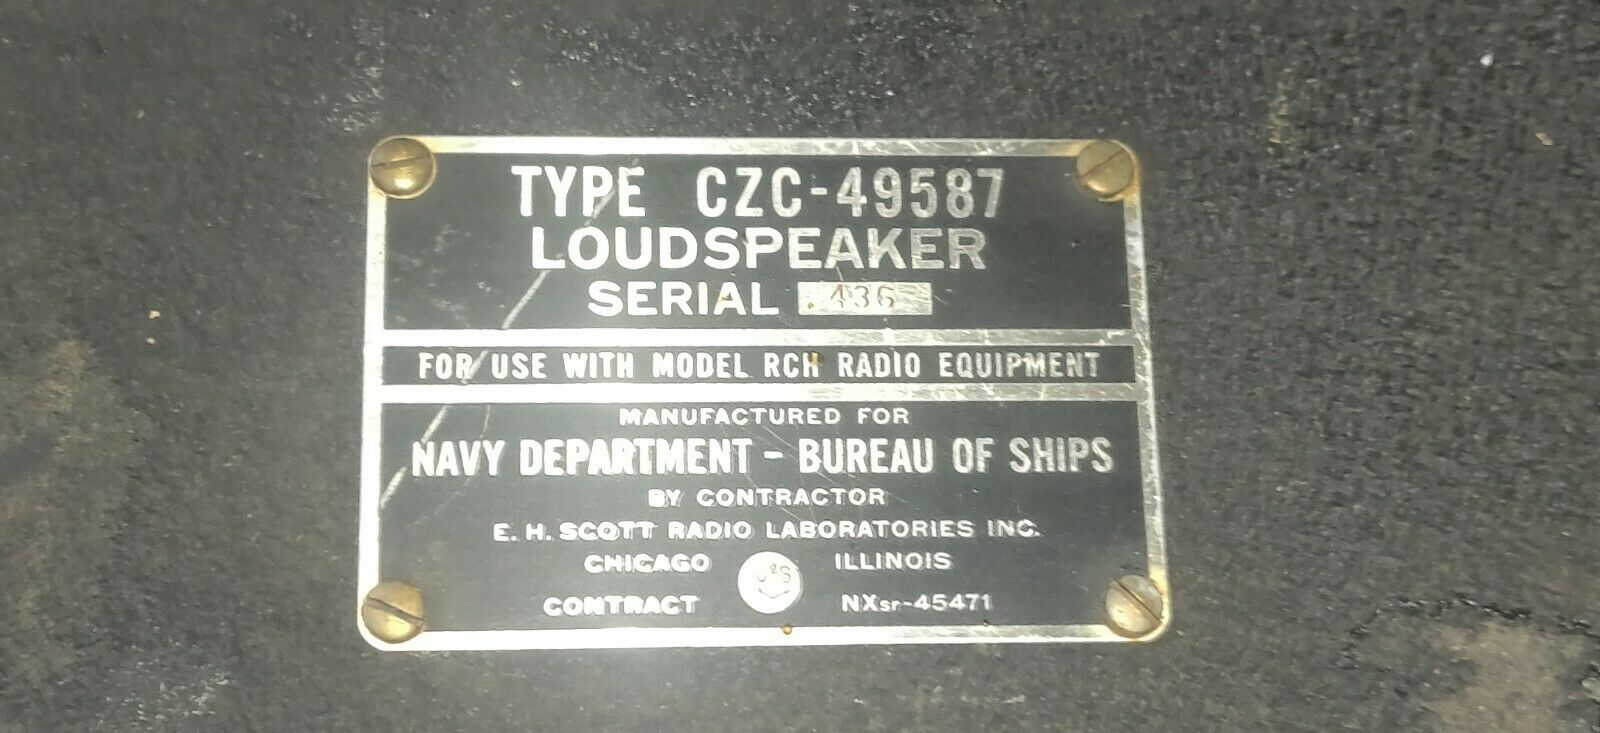 TYPE CZC-49587
LOUDSPEAKER
SERIAL 436
FOR USE WITH MODEL RCH RADIO EQUIPMENT
MANUFACTURED FOR
NAVY DEPARTMENT - BUREAU OF SHIPS
BY CONTRACTOR
E. H. SCOTT RADIO LABORATORIES INC.
CHICAGO ILLINOIS
US
CONTRACT NXsr-45471